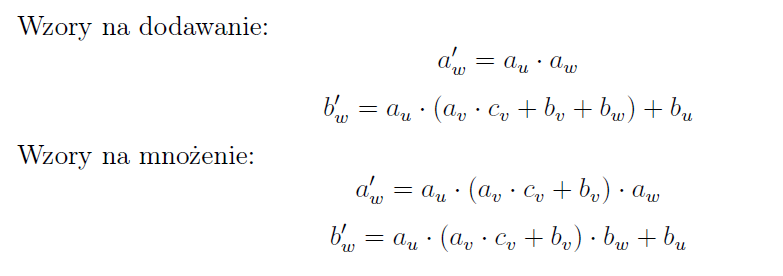 Wzory na dodawanie:
a′_w = a_u · a_w
b′_w = a_u · (a_v · c_v + b_v + b_w) + b_u
Wzory na mnożenie:
a′_w = a_u · (a_v · c_v + b_v) · a_w
b′_w = a_u · (a_v · c_v + b_v) · b_w + b_u